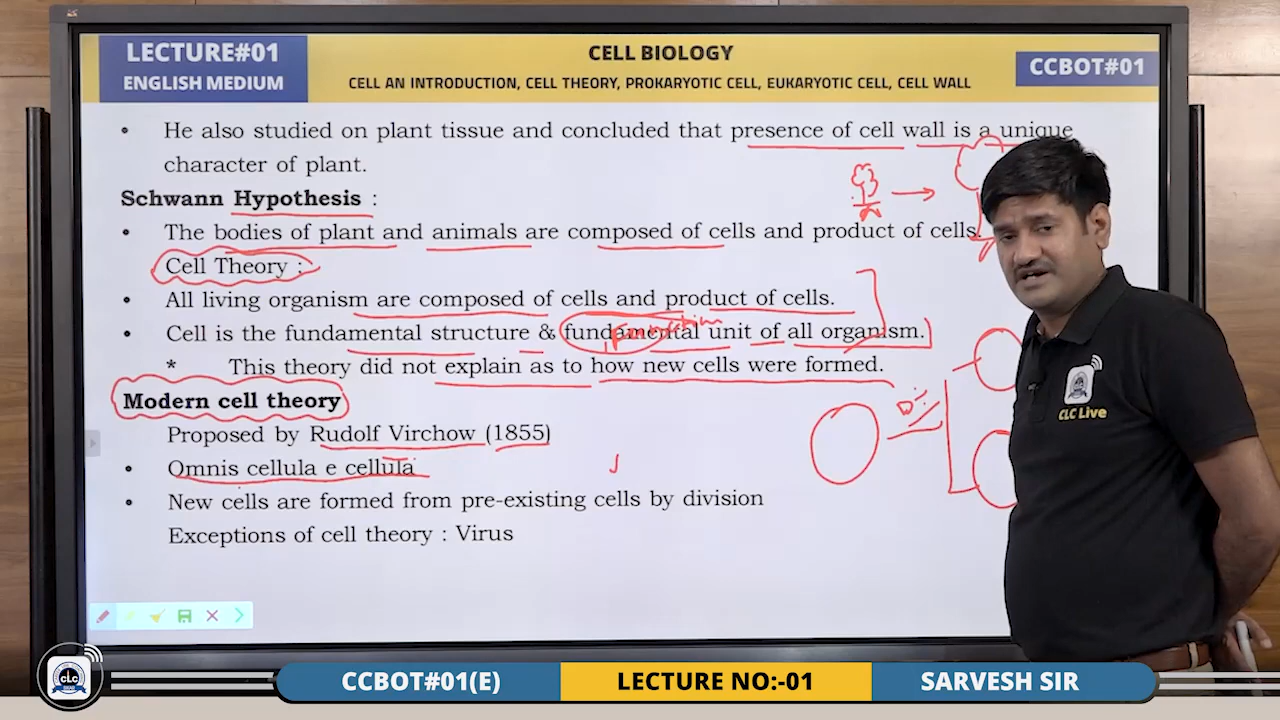 LECTURE#01
ENGLISH MEDIUM
CELL BIOLOGY
CELL AN INTRODUCTION, CELL THEORY, PROKARYOTIC CELL, EUKARYOTIC CELL, CELL WALL
CCBOT#01
• He also studied on plant tissue and concluded that presence of cell wall is a unique
character of plant.
Schwann Hypothesis :
• The bodies of plant and animals are composed of cells and product of cells.
Cell Theory :
• All living organism are composed of cells and product of cells.
• Cell is the fundamental structure & fundamental unit of all organism.
* This theory did not explain as to how new cells were formed.
Modern cell theory
Proposed by Rudolf Virchow (1855)
• Omnis cellula e cellula
• New cells are formed from pre-existing cells by division
Exceptions of cell theory : Virus
CLC Live
CLC
CCBOT#01(E)
LECTURE NO:-01
SARVESH SIR